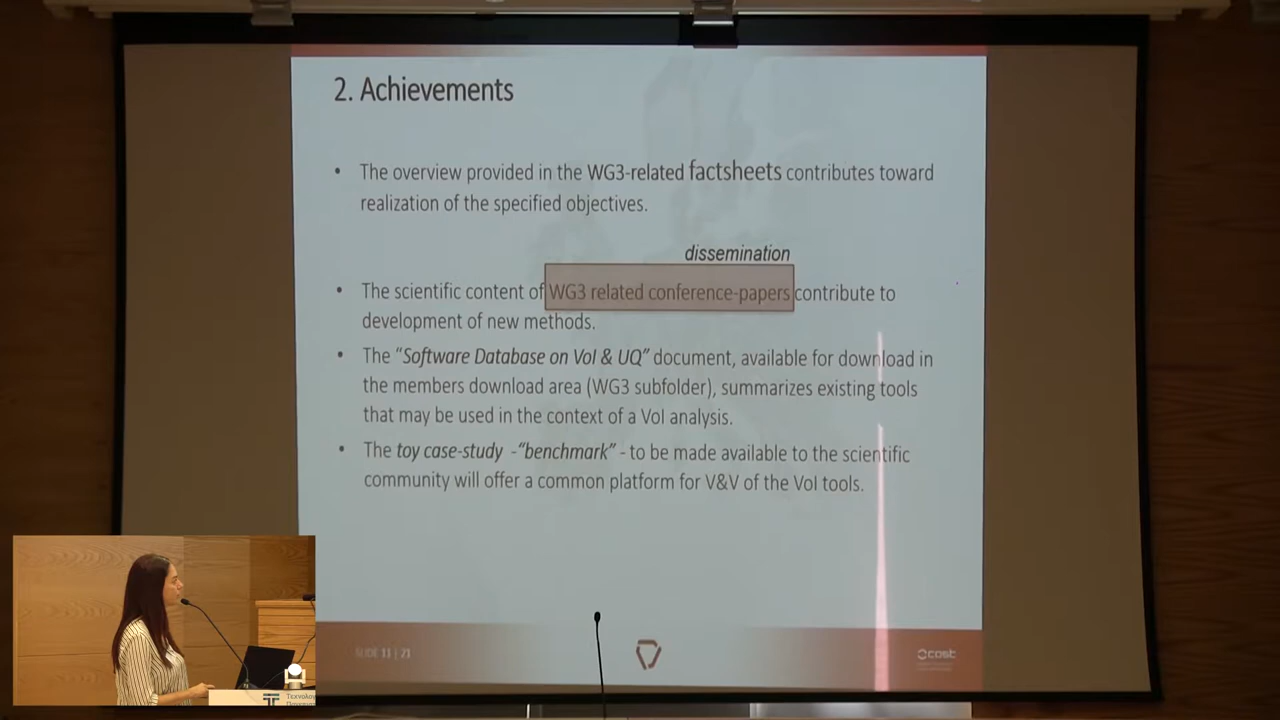 2. Achievements
• The overview provided in the WG3-related factsheets contributes toward
realization of the specified objectives.
dissemination
• The scientific content of WG3 related conference-papers contribute to
development of new methods.
• The “Software Database on VoI & UQ” document, available for download in
the members download area (WG3 subfolder), summarizes existing tools
that may be used in the context of a VoI analysis.
• The toy case-study -“benchmark” - to be made available to the scientific
community will offer a common platform for V&V of the VoI tools.
SLIDE 11 | 21
cost